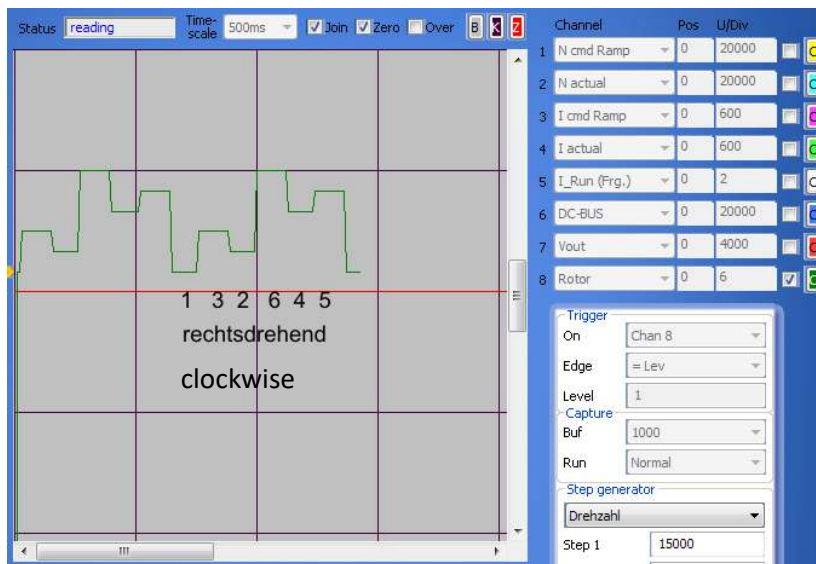 Status reading Time-scale 500ms Join Zero Over B K Z
Channel Pos U/Div
1 N cmd Ramp 0 20000
2 N actual 0 20000
3 I cmd Ramp 0 600
4 I actual 0 600
5 I_Run (Frg.) 0 2
6 DC-BUS 0 20000
7 Vout 0 4000
8 Rotor 0 6
1 3 2 6 4 5
rechtsdrehend
clockwise
Trigger
On Chan 8
Edge = Lev
Level 1
Capture
Buf 1000
Run Normal
Step generator
Drehzahl
Step 1 15000